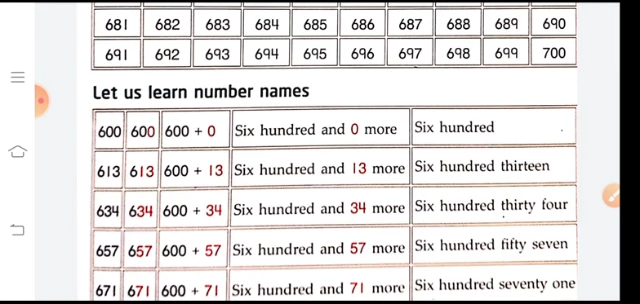 681 682 683 684 685 686 687 688 689 690
691 692 693 694 695 696 697 698 699 700
Let us learn number names
600 600 600 + 0 Six hundred and 0 more Six hundred
613 613 600 + 13 Six hundred and 13 more Six hundred thirteen
634 634 600 + 34 Six hundred and 34 more Six hundred thirty four
657 657 600 + 57 Six hundred and 57 more Six hundred fifty seven
671 671 600 + 71 Six hundred and 71 more Six hundred seventy one